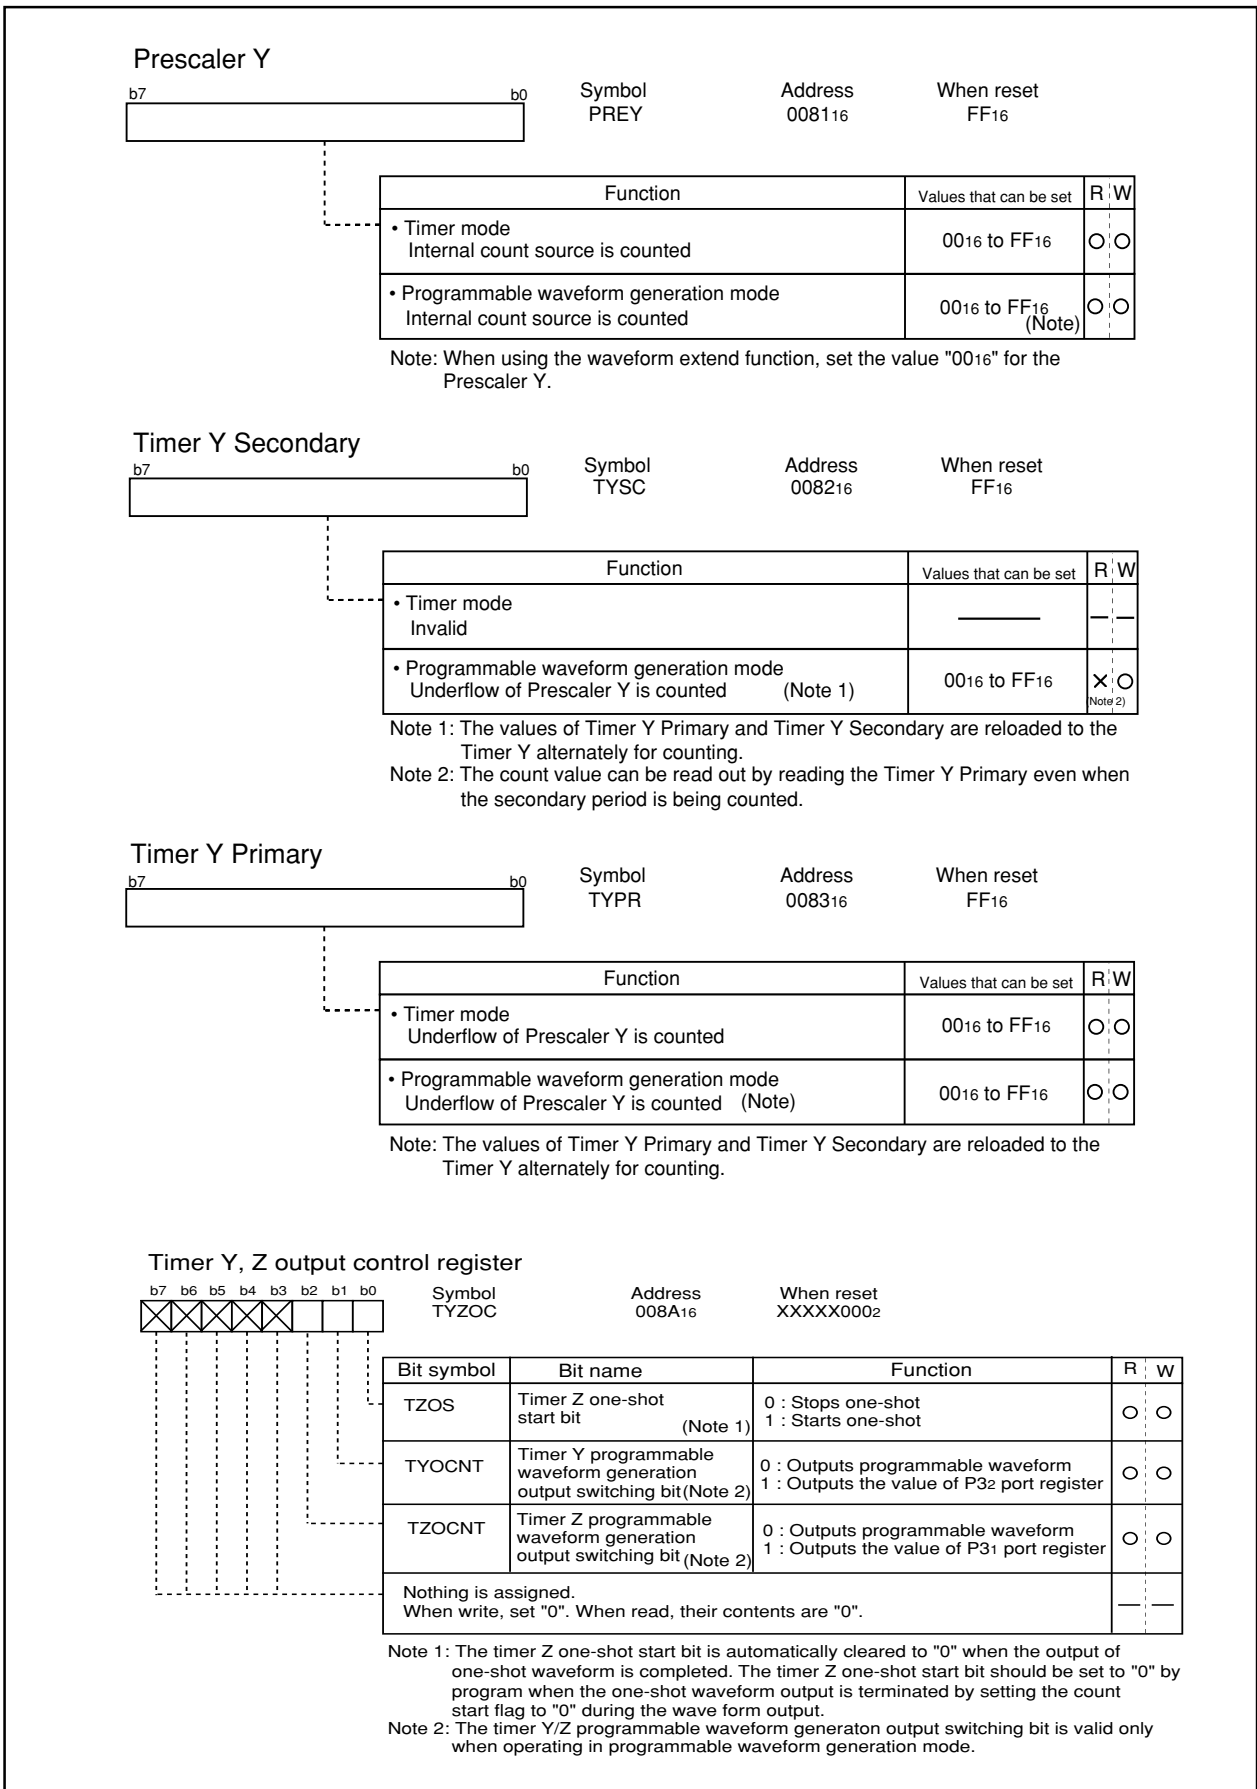 Prescaler Y
b7 b0 Symbol Address When reset
PREY 008116 FF16
Function Values that can be set R W
• Timer mode
Internal count source is counted 0016 to FF16 O O
• Programmable waveform generation mode
Internal count source is counted 0016 to FF16 (Note) O O
Note: When using the waveform extend function, set the value "0016" for the
Prescaler Y.
Timer Y Secondary
b7 b0 Symbol Address When reset
TYSC 008216 FF16
Function Values that can be set R W
• Timer mode
Invalid — — —
• Programmable waveform generation mode
Underflow of Prescaler Y is counted (Note 1) 0016 to FF16 X O
(Note 2)
Note 1: The values of Timer Y Primary and Timer Y Secondary are reloaded to the
Timer Y alternately for counting.
Note 2: The count value can be read out by reading the Timer Y Primary even when
the secondary period is being counted.
Timer Y Primary
b7 b0 Symbol Address When reset
TYPR 008316 FF16
Function Values that can be set R W
• Timer mode
Underflow of Prescaler Y is counted 0016 to FF16 O O
• Programmable waveform generation mode
Underflow of Prescaler Y is counted (Note) 0016 to FF16 O O
Note: The values of Timer Y Primary and Timer Y Secondary are reloaded to the
Timer Y alternately for counting.
Timer Y, Z output control register
b7 b6 b5 b4 b3 b2 b1 b0 Symbol Address When reset
TYZOC 008A16 XXXXX0002
Bit symbol Bit name Function R W
TZOS Timer Z one-shot
start bit (Note 1) 0 : Stops one-shot
1 : Starts one-shot O O
TYOCNT Timer Y programmable
waveform generation
output switching bit (Note 2) 0 : Outputs programmable waveform
1 : Outputs the value of P32 port register O O
TZOCNT Timer Z programmable
waveform generation
output switching bit (Note 2) 0 : Outputs programmable waveform
1 : Outputs the value of P31 port register O O
Nothing is assigned.
When write, set "0". When read, their contents are "0". — —
Note 1: The timer Z one-shot start bit is automatically cleared to "0" when the output of
one-shot waveform is completed. The timer Z one-shot start bit should be set to "0" by
program when the one-shot waveform output is terminated by setting the count
start flag to "0" during the wave form output.
Note 2: The timer Y/Z programmable waveform generaton output switching bit is valid only
when operating in programmable waveform generation mode.